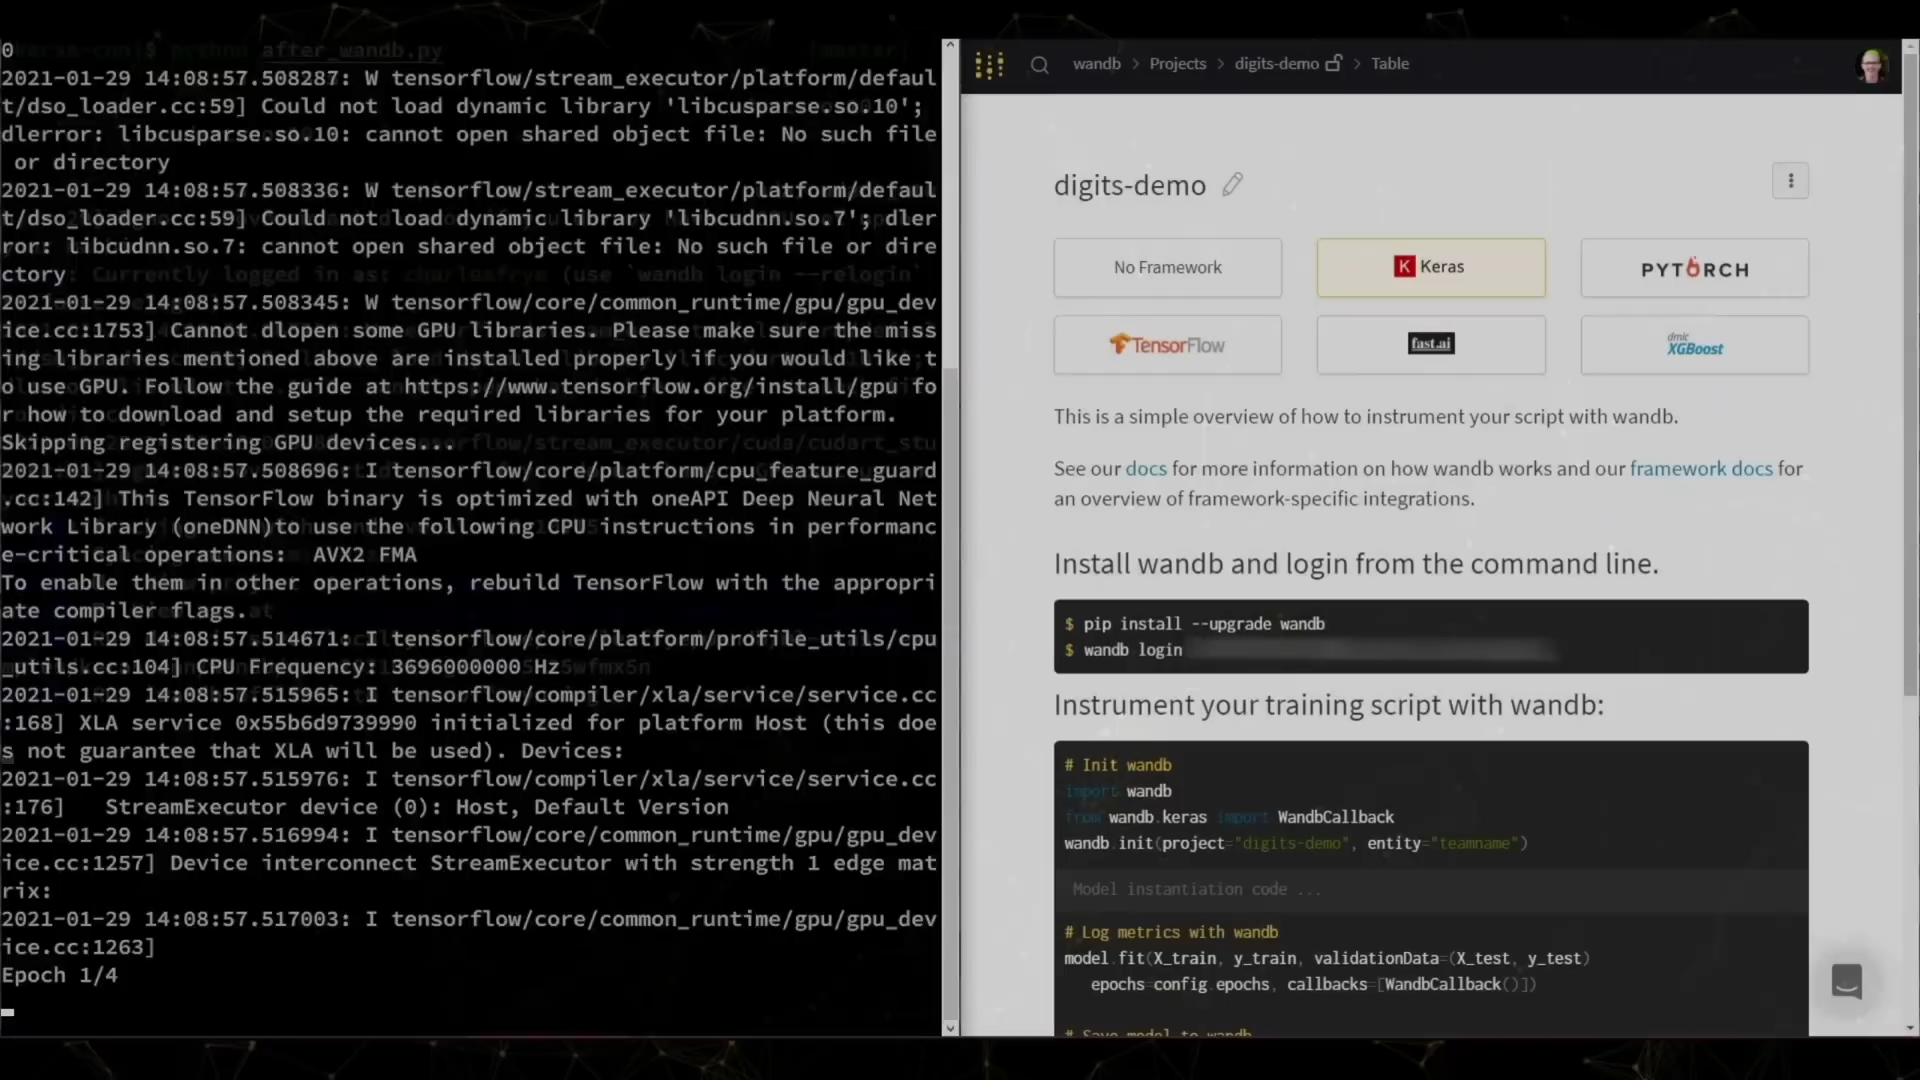 0
after_wandb.py
2021-01-29 14:08:57.508287: W tensorflow/stream_executor/platform/defaul
t/dso_loader.cc:59] Could not load dynamic library 'libcusparse.so.10';
dlerror: libcusparse.so.10: cannot open shared object file: No such file
or directory
2021-01-29 14:08:57.508336: W tensorflow/stream_executor/platform/defaul
t/dso_loader.cc:59] Could not load dynamic library 'libcudnn.so.7'; dler
ror: libcudnn.so.7: cannot open shared object file: No such file or dire
ctory
2021-01-29 14:08:57.508345: W tensorflow/core/common_runtime/gpu/gpu_dev
ice.cc:1753] Cannot dlopen some GPU libraries. Please make sure the miss
ing libraries mentioned above are installed properly if you would like t
o use GPU. Follow the guide at https://www.tensorflow.org/install/gpu fo
r how to download and setup the required libraries for your platform.
Skipping registering GPU devices...
2021-01-29 14:08:57.508696: I tensorflow/core/platform/cpu_feature_guard
.cc:142] This TensorFlow binary is optimized with oneAPI Deep Neural Net
work Library (oneDNN)to use the following CPU instructions in performanc
e-critical operations:  AVX2 FMA
To enable them in other operations, rebuild TensorFlow with the appropri
ate compiler flags.
2021-01-29 14:08:57.514671: I tensorflow/core/platform/profile_utils/cpu
_utils.cc:104] CPU Frequency: 3696000000 Hz
2021-01-29 14:08:57.515965: I tensorflow/compiler/xla/service/service.cc
:168] XLA service 0x55b6d9739990 initialized for platform Host (this doe
s not guarantee that XLA will be used). Devices:
2021-01-29 14:08:57.515976: I tensorflow/compiler/xla/service/service.cc
:176]   StreamExecutor device (0): Host, Default Version
2021-01-29 14:08:57.516994: I tensorflow/core/common_runtime/gpu/gpu_dev
ice.cc:1257] Device interconnect StreamExecutor with strength 1 edge mat
rix:
2021-01-29 14:08:57.517003: I tensorflow/core/common_runtime/gpu/gpu_dev
ice.cc:1263]
Epoch 1/4
wandb > Projects > digits-demo > Table
digits-demo
No Framework
K Keras
PYTORCH
TensorFlow
fast.ai
dmlc XGBoost
This is a simple overview of how to instrument your script with wandb.
See our docs for more information on how wandb works and our framework docs for
an overview of framework-specific integrations.
Install wandb and login from the command line.
$ pip install --upgrade wandb
$ wandb login
Instrument your training script with wandb:
# Init wandb
import wandb
from wandb.keras import WandbCallback
wandb.init(project="digits-demo", entity="teamname")
Model instantiation code ...
# Log metrics with wandb
model.fit(X_train, y_train, validationData=(X_test, y_test)
epochs=config.epochs, callbacks=[WandbCallback()])
# Save model to wandb